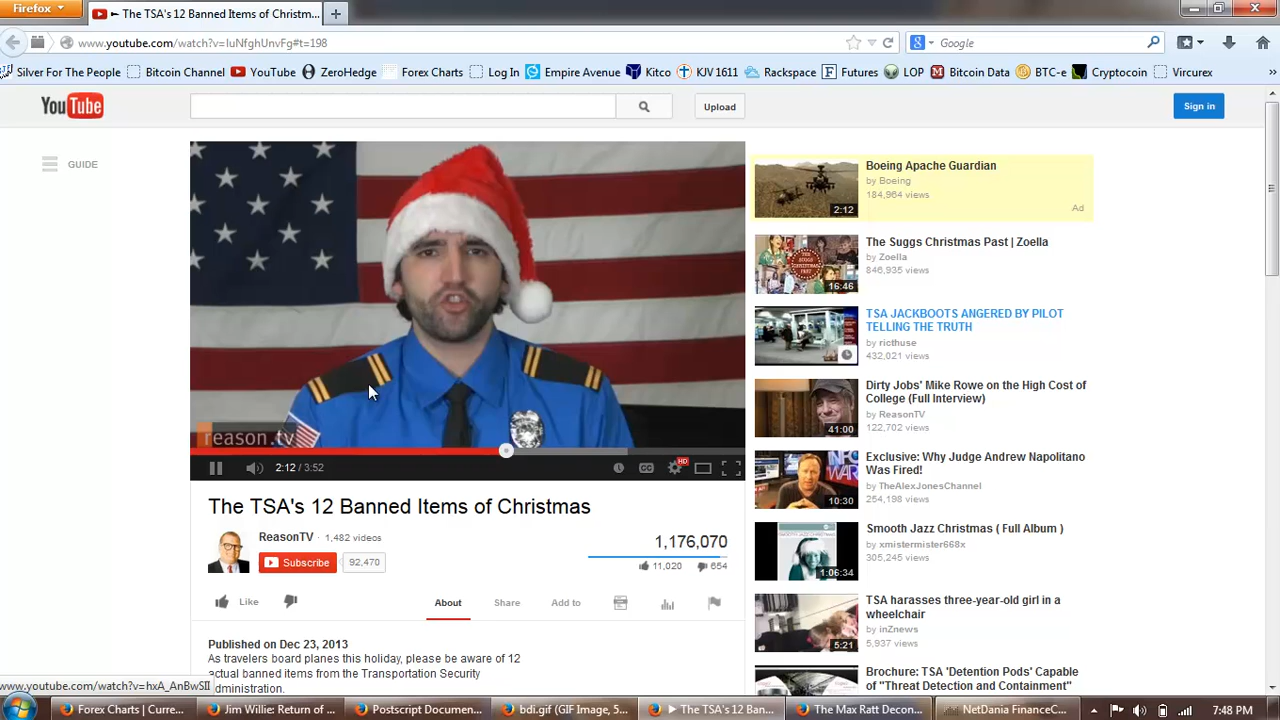 Firefox
► The TSA's 12 Banned Items of Christm...
www.youtube.com/watch?v=IuNfghUnvFg#t=198
Google
Silver For The People
Bitcoin Channel
YouTube
ZeroHedge
Forex Charts
Log In
Empire Avenue
Kitco
KJV 1611
Rackspace
Futures
LOP
Bitcoin Data
BTC-e
Cryptocoin
Vircurex
»
YouTube
Upload
Sign in
GUIDE
reason.tv
2:12 / 3:52
HD
The TSA's 12 Banned Items of Christmas
ReasonTV · 1,482 videos
Subscribe
92,470
1,176,070
11,020
654
Like
About
Share
Add to
Published on Dec 23, 2013
As travelers board planes this holiday, please be aware of 12
actual banned items from the Transportation Security
dministration.
Boeing Apache Guardian
by Boeing
184,964 views
Ad
2:12
The Suggs Christmas Past | Zoella
by Zoella
846,935 views
16:46
TSA JACKBOOTS ANGERED BY PILOT
TELLING THE TRUTH
by ricthuse
432,021 views
Dirty Jobs' Mike Rowe on the High Cost of
College (Full Interview)
by ReasonTV
122,702 views
41:00
Exclusive: Why Judge Andrew Napolitano
Was Fired!
by TheAlexJonesChannel
254,198 views
10:30
Smooth Jazz Christmas ( Full Album )
by xmistermister668x
305,245 views
1:06:34
TSA harasses three-year-old girl in a
wheelchair
by inZnews
5,937 views
5:21
Brochure: TSA 'Detention Pods' Capable
of "Threat Detection and Containment"
www.youtube.com/watch?v=hxA_AnBwSII
Forex Charts | Curre...
Jim Willie: Return of ...
Postscript Documen...
bdi.gif (GIF Image, 5...
► The TSA's 12 Ban...
The Max Ratt Decon...
NetDania FinanceC...
7:48 PM